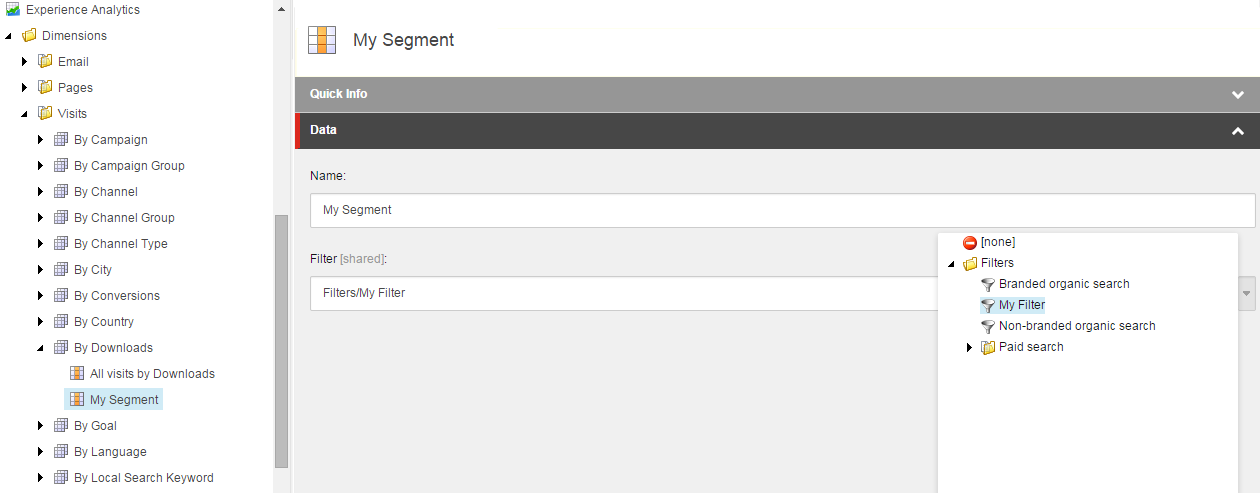 Experience Analytics
Dimensions
Email
Pages
Visits
By Campaign
By Campaign Group
By Channel
By Channel Group
By Channel Type
By City
By Conversions
By Country
By Downloads
All visits by Downloads
My Segment
By Goal
By Language
By Local Search Keyword
My Segment
Quick Info
Data
Name:
My Segment
Filter [shared]:
Filters/My Filter
[none]
Filters
Branded organic search
My Filter
Non-branded organic search
Paid search